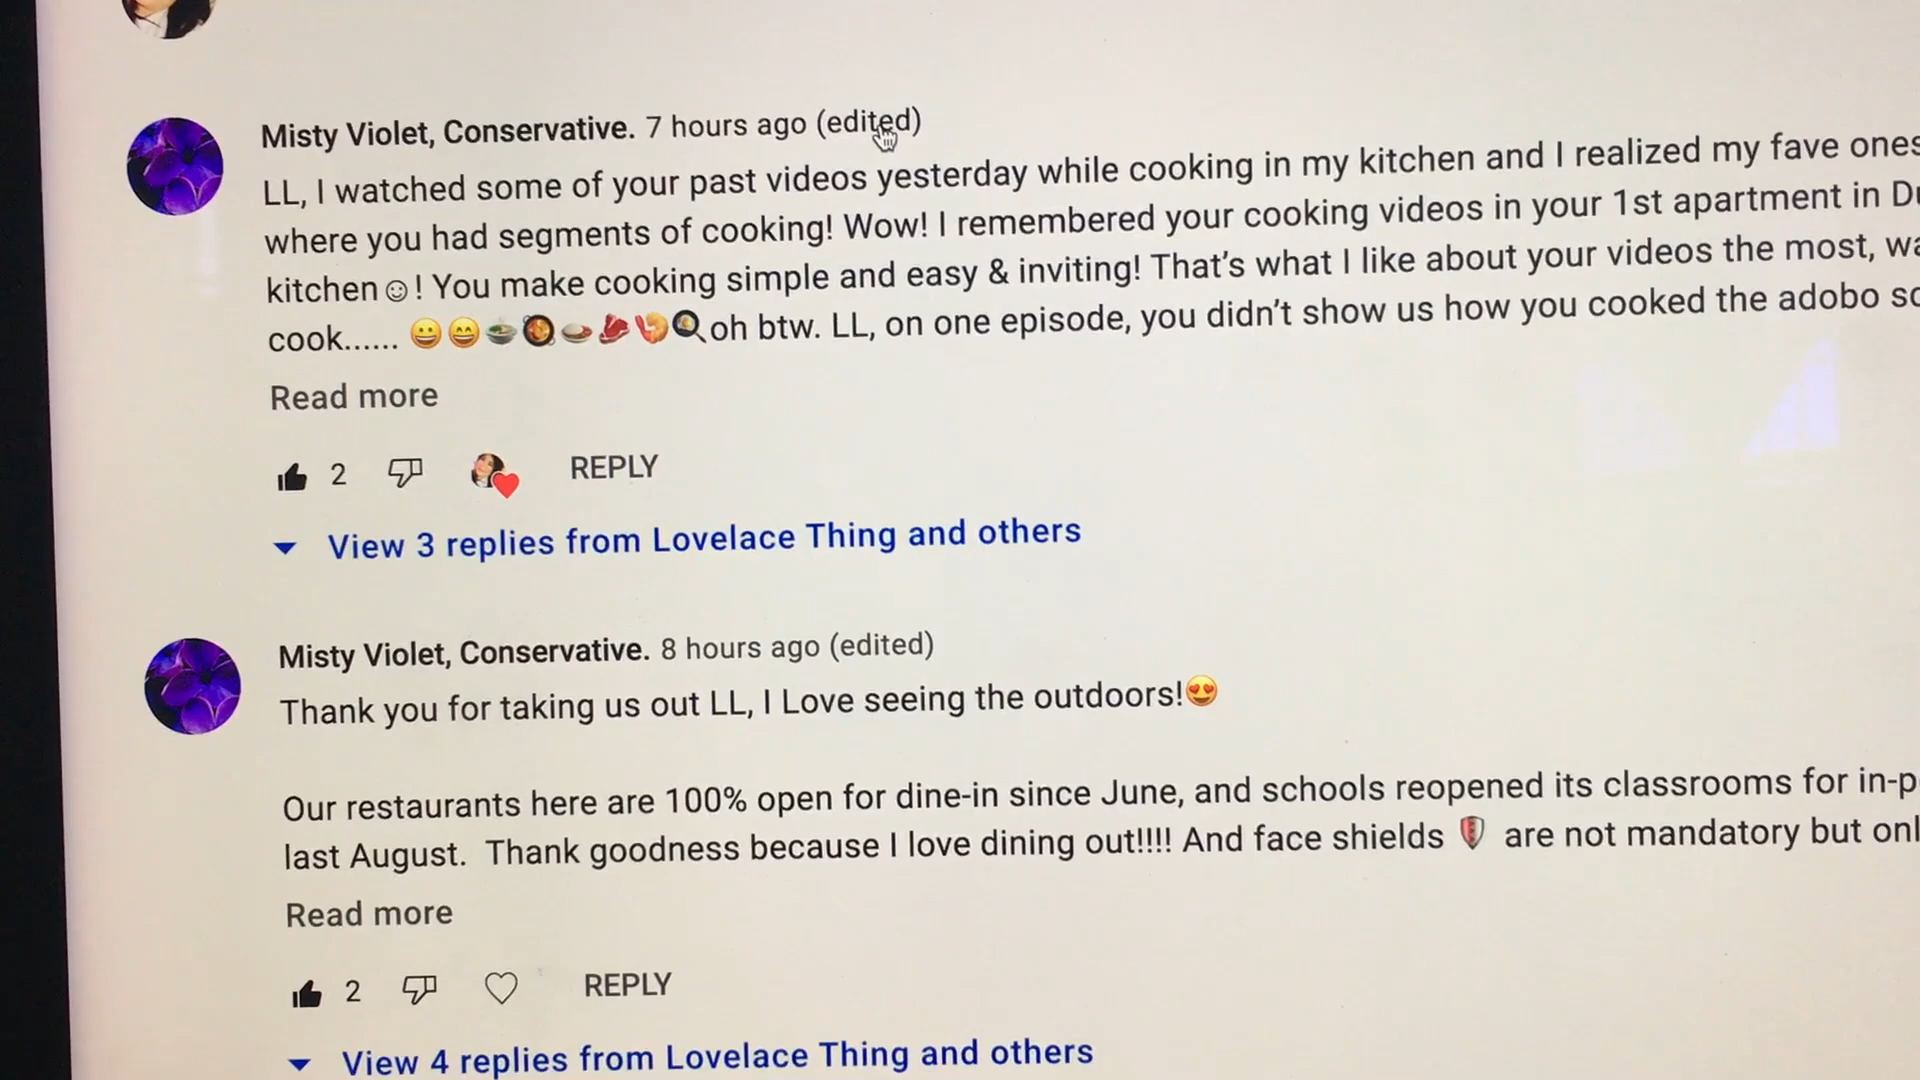 Misty Violet, Conservative. 7 hours ago (edited)
LL, I watched some of your past videos yesterday while cooking in my kitchen and I realized my fave ones
where you had segments of cooking! Wow! I remembered your cooking videos in your 1st apartment in
kitchen☺! You make cooking simple and easy & inviting! That's what I like about your videos the most,
cook...... 😀😄🍲🥘🍛🥩🍤🍳oh btw. LL, on one episode, you didn't show us how you cooked the adobo
Read more
2 REPLY
View 3 replies from Lovelace Thing and others
Misty Violet, Conservative. 8 hours ago (edited)
Thank you for taking us out LL, I Love seeing the outdoors!😍
Our restaurants here are 100% open for dine-in since June, and schools reopened its classrooms for
last August. Thank goodness because I love dining out!!!! And face shields 🛡 are not mandatory but
Read more
2 REPLY
View 4 replies from Lovelace Thing and others